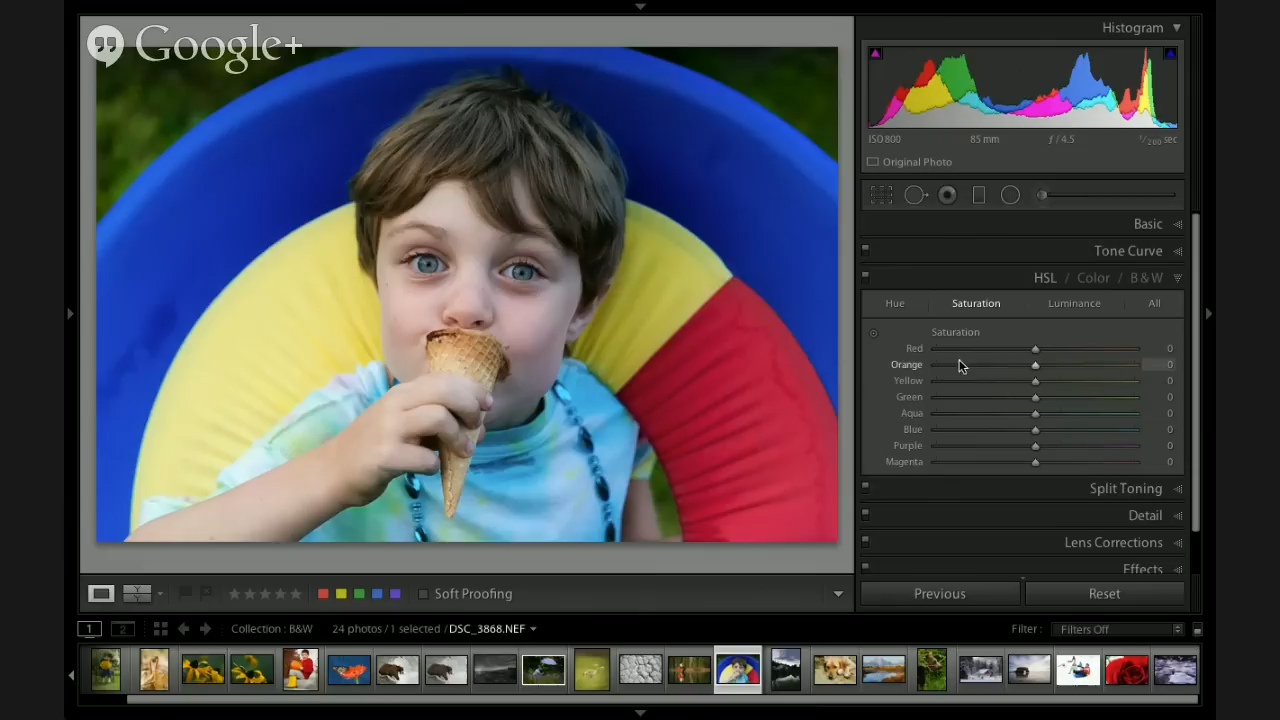 Google+
Histogram
ISO 800 85 mm ƒ / 4.5 1/200 sec
Original Photo
Basic
Tone Curve
HSL / Color / B & W
Hue Saturation Luminance All
Saturation
Red 0
Orange 0
Yellow 0
Green 0
Aqua 0
Blue 0
Purple 0
Magenta 0
Split Toning
Detail
Lens Corrections
Effects
Y Y
Soft Proofing
Previous Reset
1 2 Collection : B&W 24 photos / 1 selected / DSC_3868.NEF Filter : Filters Off